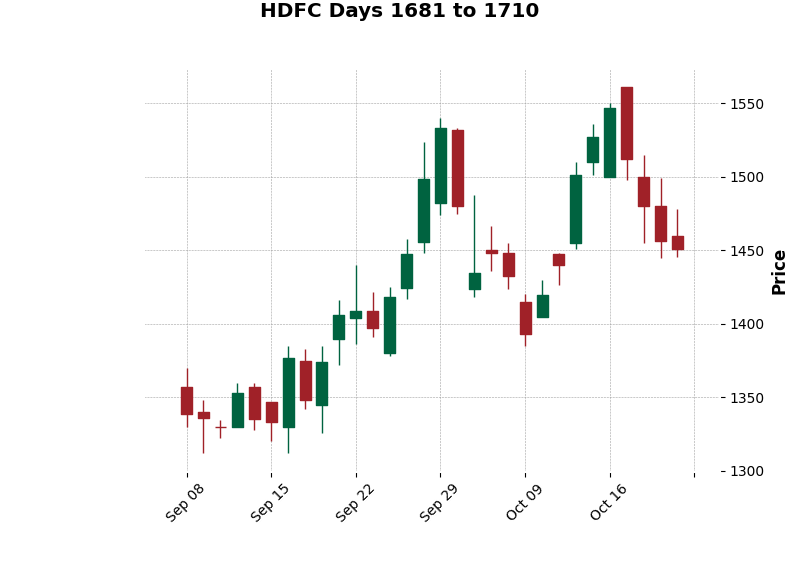 HDFC Days 1681 to 1710
1550
1500
1450
1400
1350
1300
Price
Sep 08
Sep 15
Sep 22
Sep 29
Oct 09
Oct 16